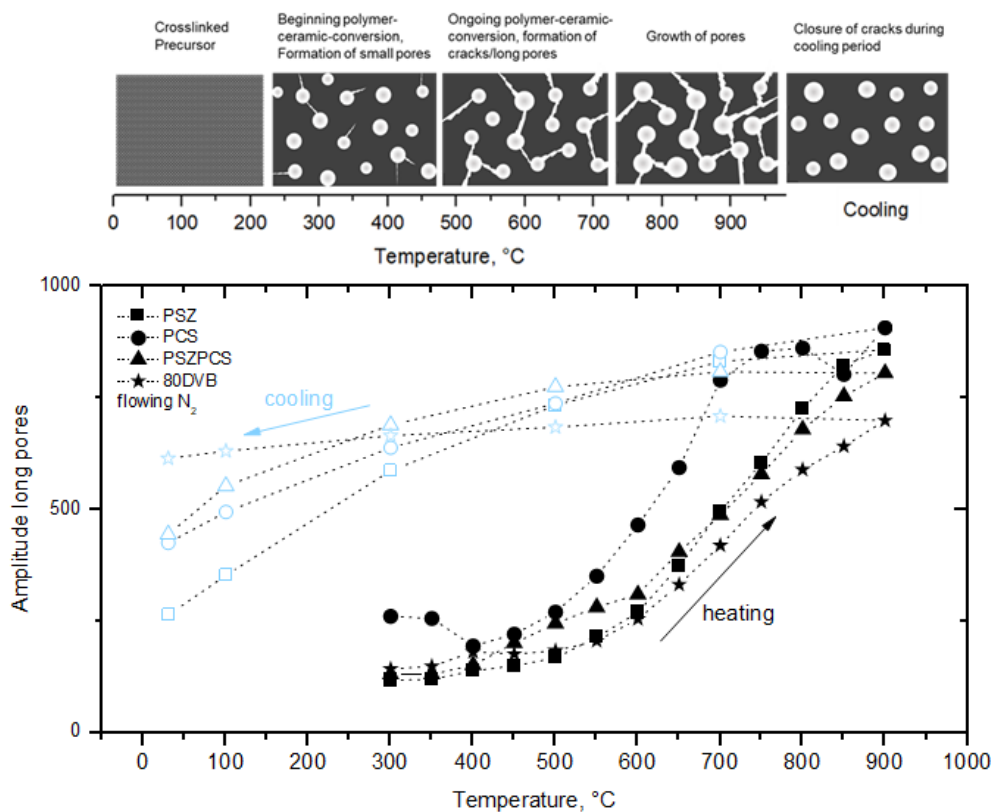 Crosslinked
Precursor
Beginning polymer-
ceramic-conversion,
Formation of small pores
Ongoing polymer-ceramic-
conversion, formation of
cracks/long pores
Growth of pores
Closure of cracks during
cooling period
0 100 200 300 400 500 600 700 800 900
Cooling
Temperature, °C
1000
500
0
Amplitude long pores
PSZ
PCS
PSZPCS
80DVB
flowing N₂
cooling
heating
0 100 200 300 400 500 600 700 800 900 1000
Temperature, °C